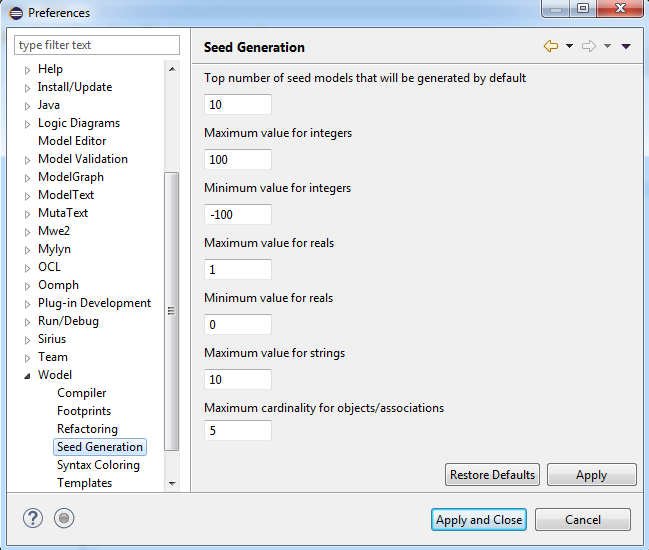 Preferences
type filter text
Help
Install/Update
Java
Logic Diagrams
Model Editor
Model Validation
ModelGraph
ModelText
MutaText
Mwe2
Mylyn
OCL
Oomph
Plug-in Development
Run/Debug
Sirius
Team
Wodel
Compiler
Footprints
Refactoring
Seed Generation
Syntax Coloring
Templates
Seed Generation
Top number of seed models that will be generated by default
10
Maximum value for integers
100
Minimum value for integers
-100
Maximum value for reals
1
Minimum value for reals
0
Maximum value for strings
10
Maximum cardinality for objects/associations
5
Restore Defaults
Apply
?
Apply and Close
Cancel